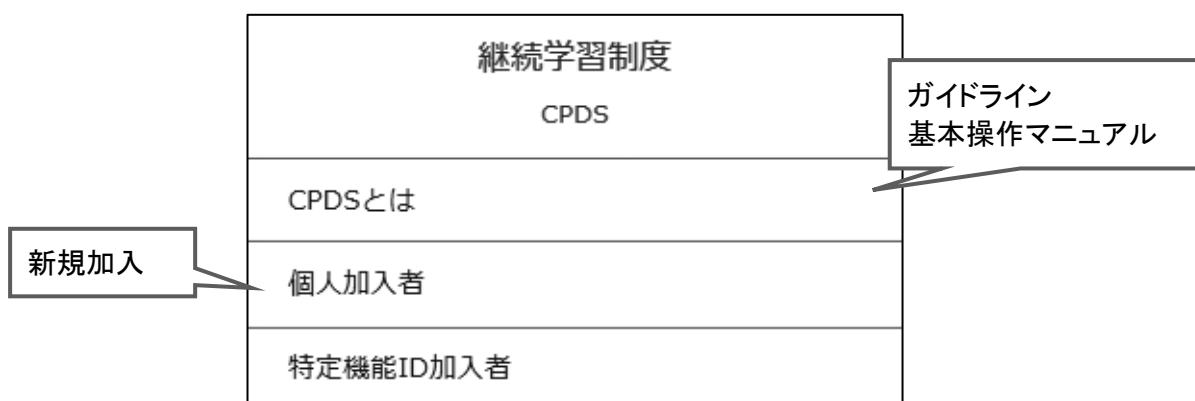 継続学習制度
CPDS
ガイドライン
基本操作マニュアル
CPDSとは
新規加入
個人加入者
特定機能ID加入者